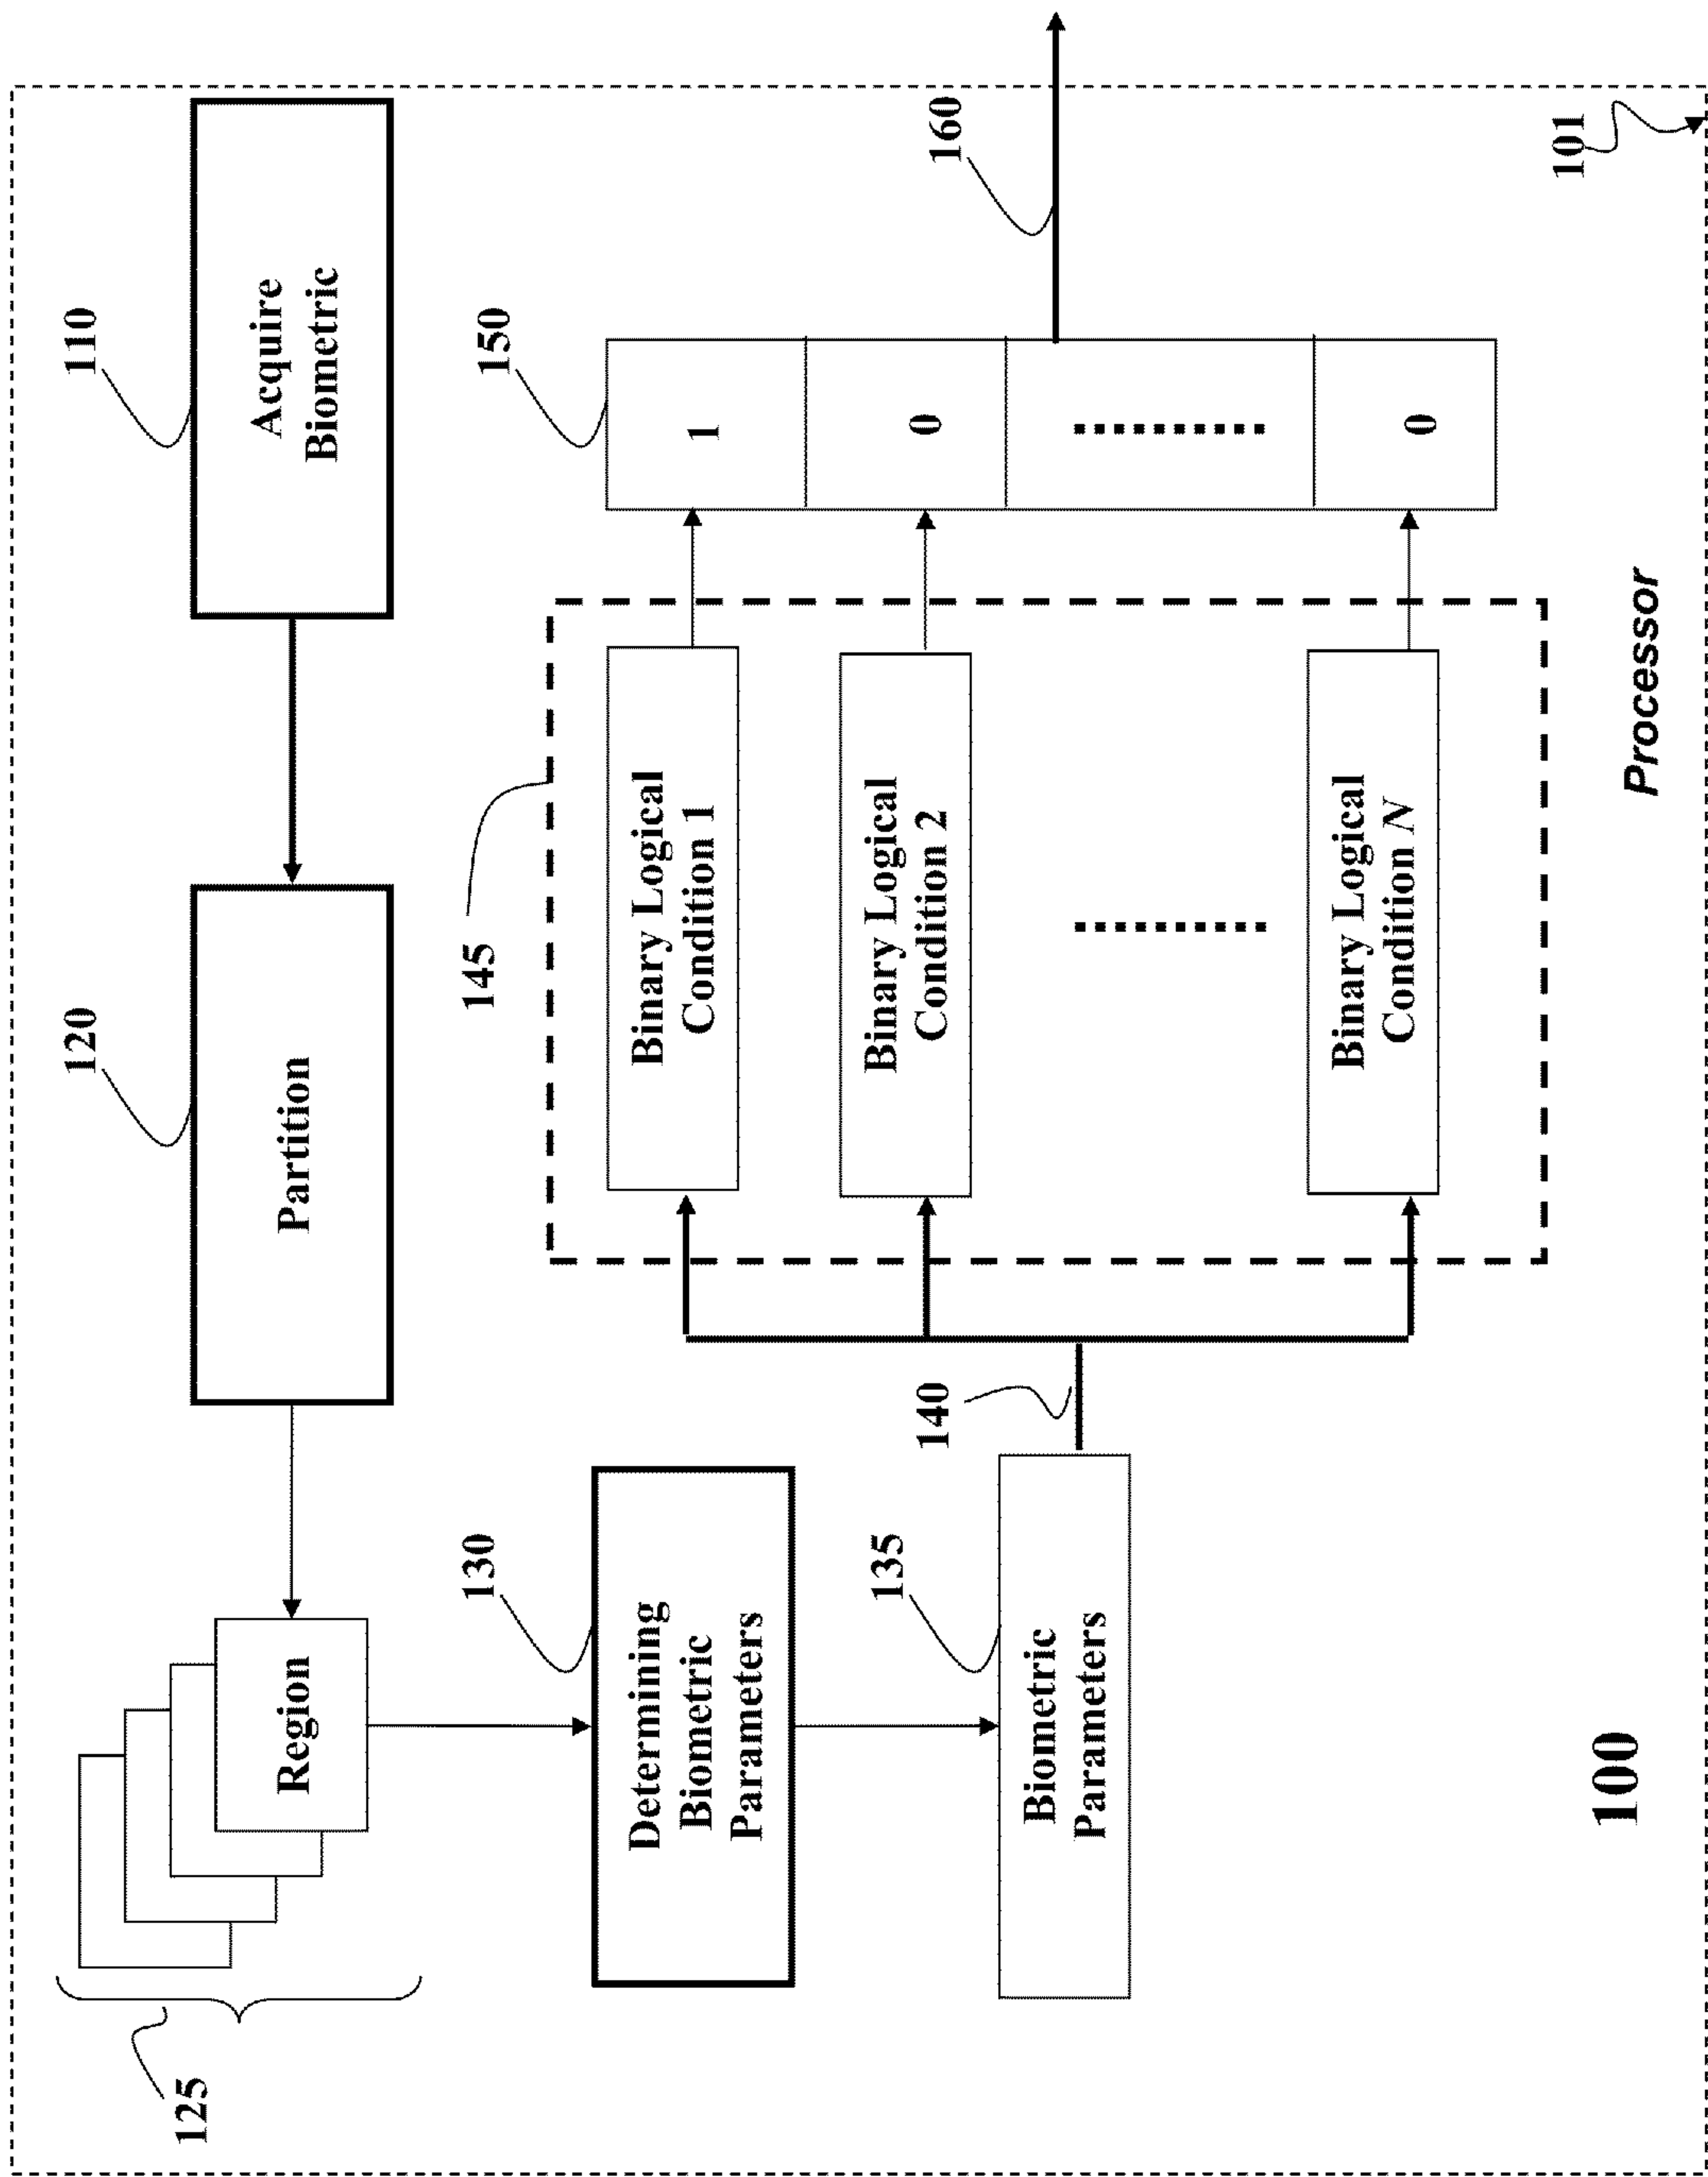 110
Acquire
Biometric
120
Partition
125
Region
130
Determining
Biometric
Parameters
135
Biometric
Parameters
140
145
Binary Logical
Condition 1
Binary Logical
Condition 2
Binary Logical
Condition N
150
1
0
0
160
100
Processor
101